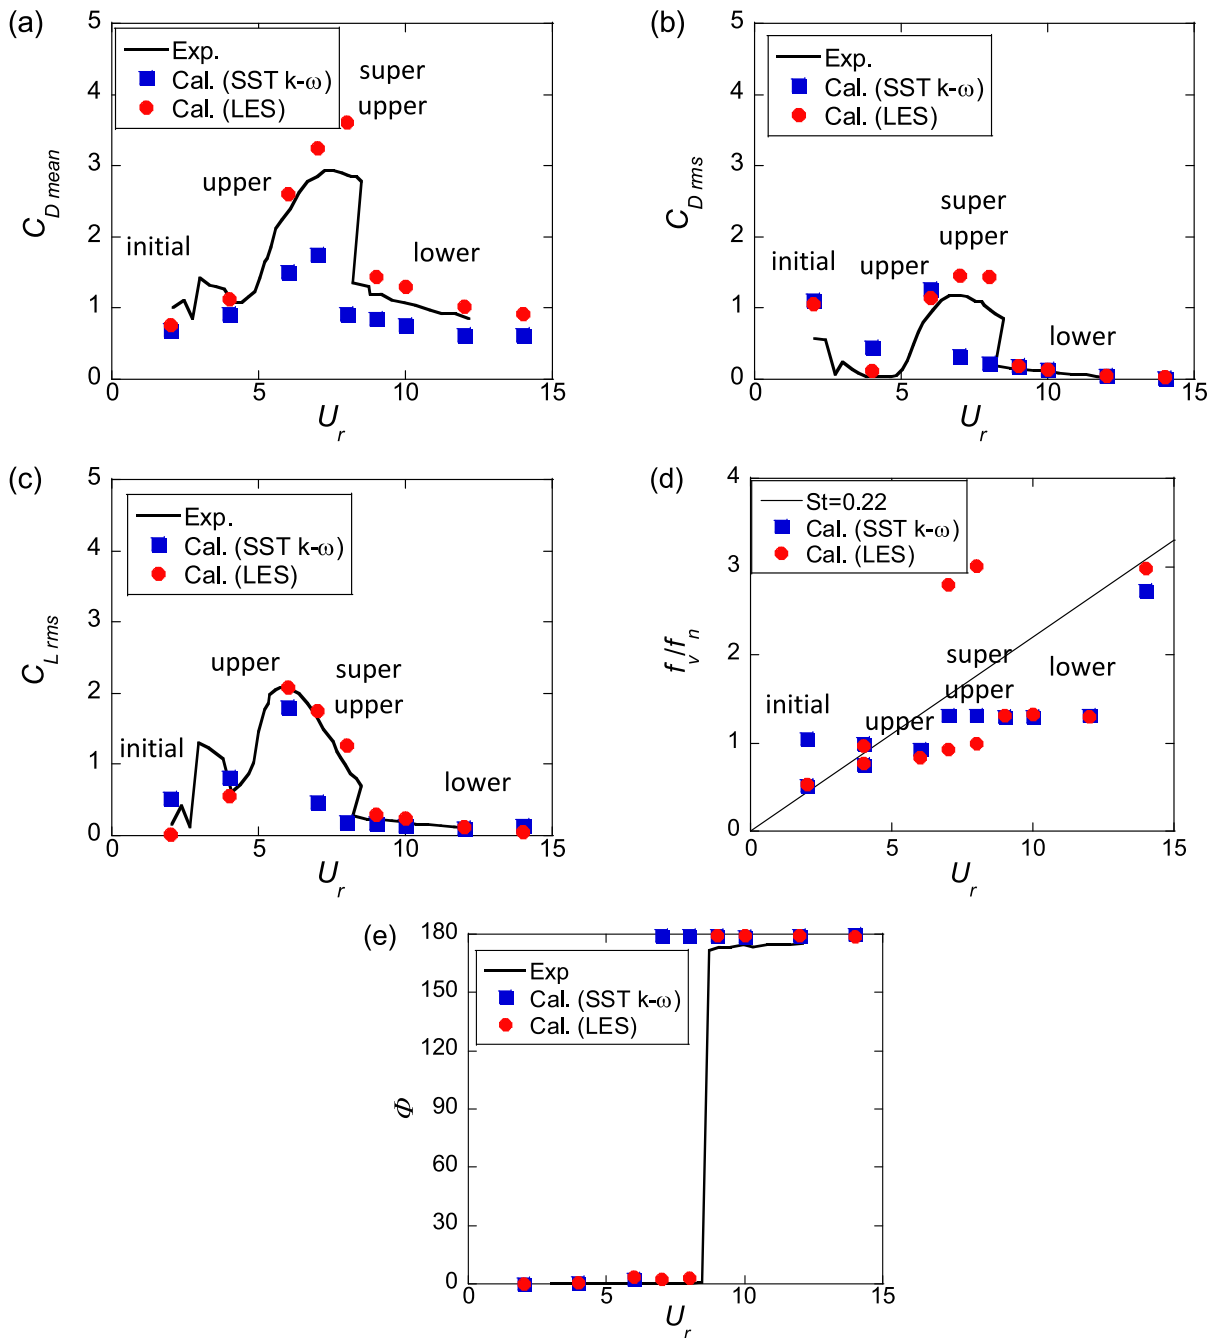 (a)
5
4
3
2
1
0
C_D mean
Exp.
Cal. (SST k-ω)
Cal. (LES)
super
upper
upper
initial
lower
0
5
10
15
U_r
(b)
5
4
3
2
1
0
C_D rms
Exp.
Cal. (SST k-ω)
Cal. (LES)
super
upper
initial
upper
lower
0
5
10
15
U_r
(c)
5
4
3
2
1
0
C_L rms
Exp.
Cal. (SST k-ω)
Cal. (LES)
upper
super
upper
initial
lower
0
5
10
15
U_r
(d)
4
3
2
1
0
f_v/f_n
St=0.22
Cal. (SST k-ω)
Cal. (LES)
super
upper
lower
initial
upper
0
5
10
15
U_r
(e)
180
150
120
90
60
30
0
Φ
Exp
Cal. (SST k-ω)
Cal. (LES)
0
5
10
15
U_r